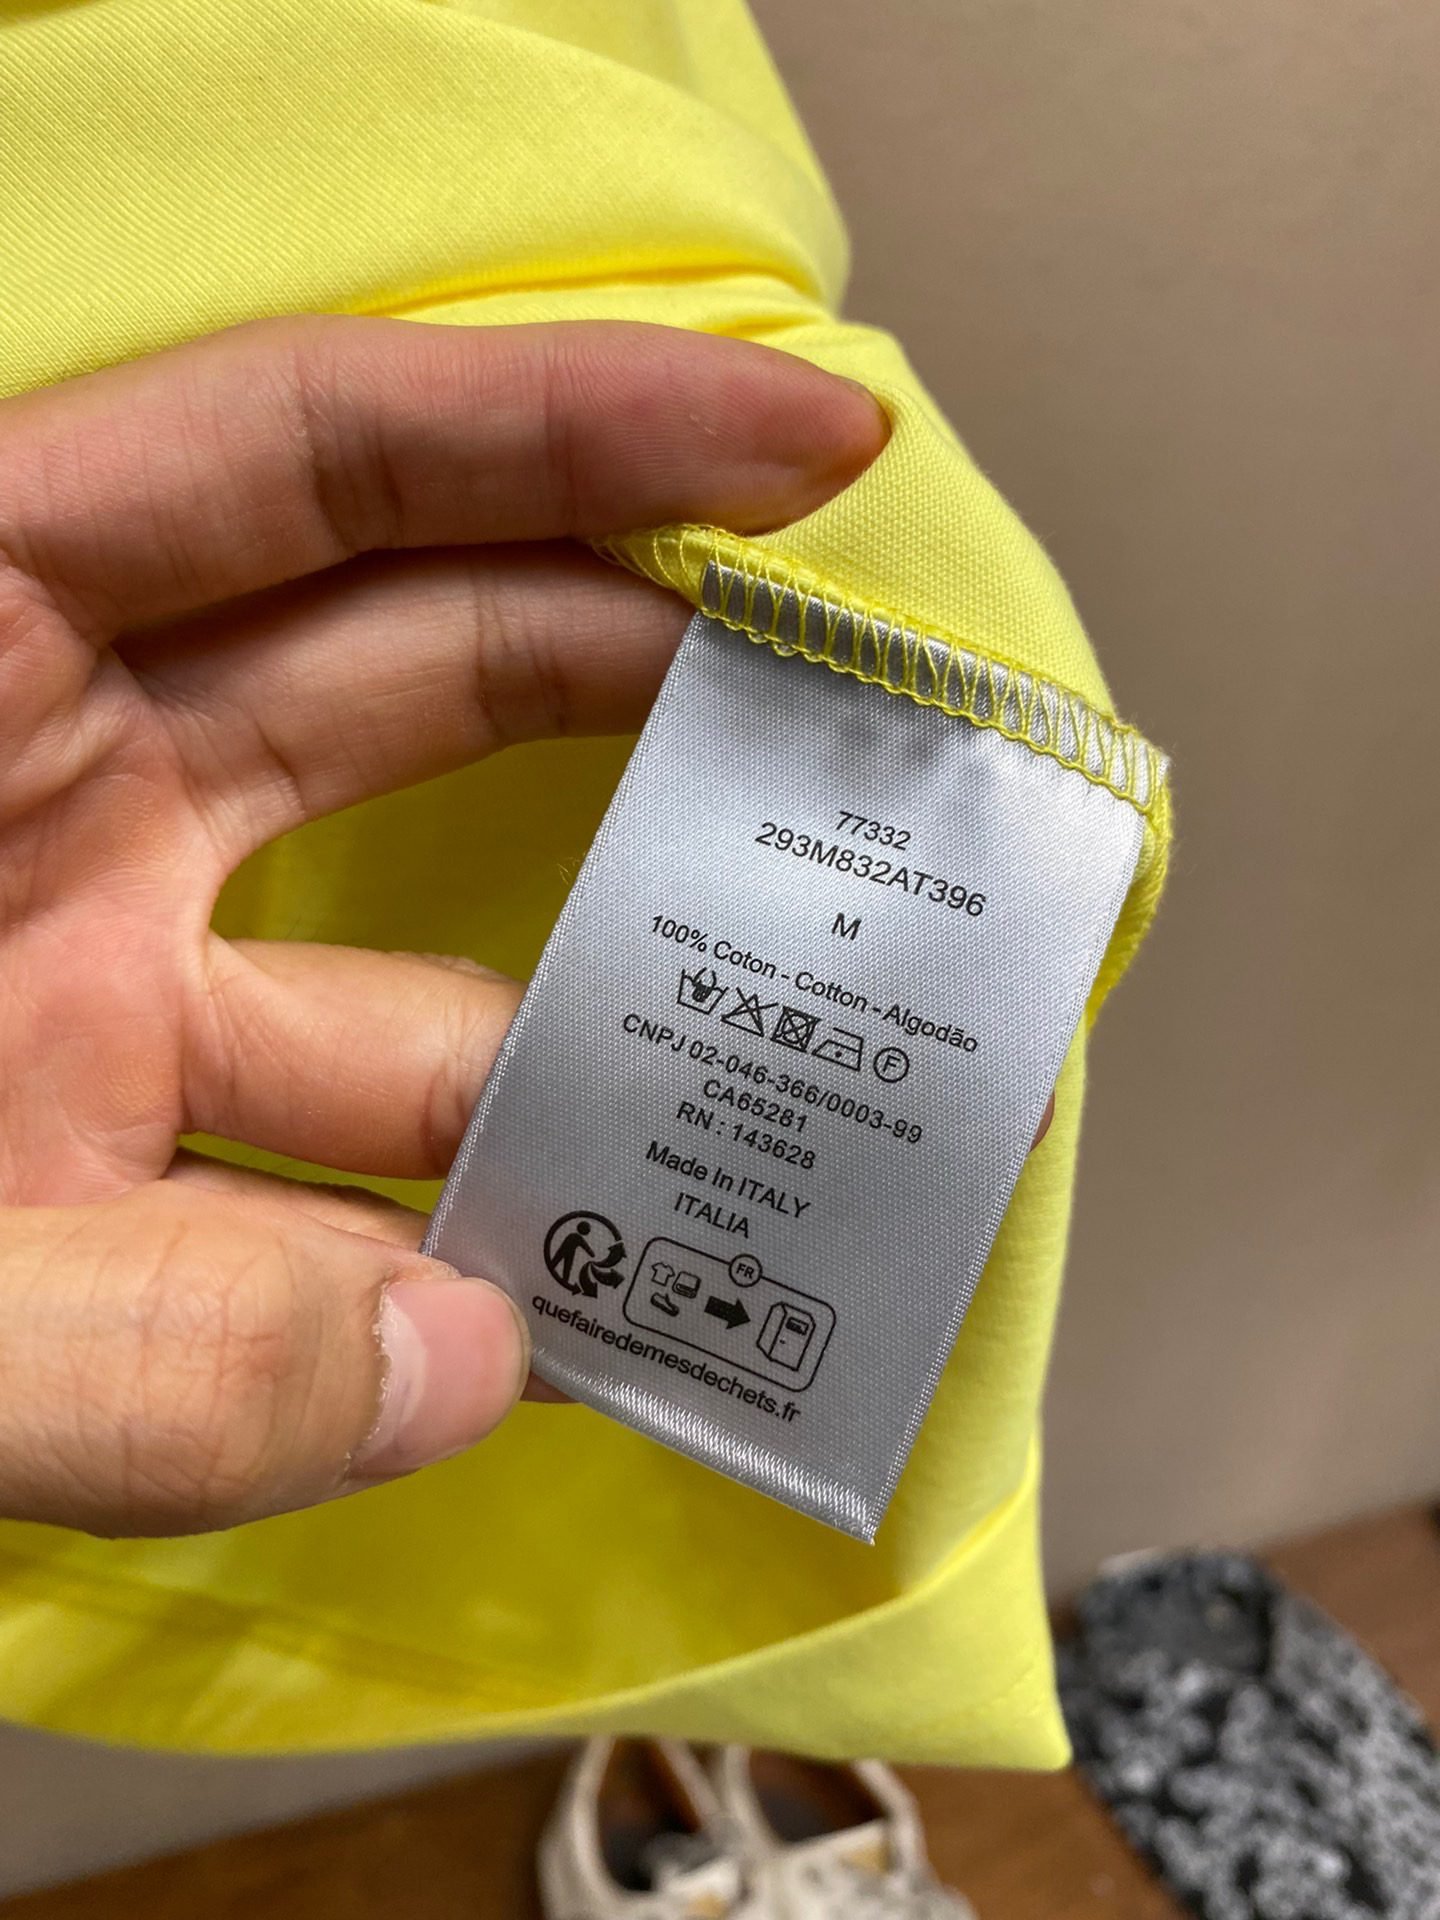 77332
293M832AT396
M
100% Coton - Cotton - Algodão
F
CNPJ 02-046-366/0003-99
CA65281
RN : 143628
Made In ITALY
ITALIA
FR
quefairedemesdechets.fr